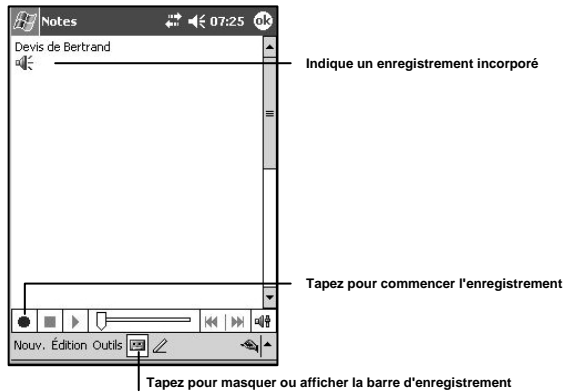 Notes 07:25 ok
Devis de Bertrand
Indique un enregistrement incorporé
Tapez pour commencer l'enregistrement
Nouv. Édition Outils
Tapez pour masquer ou afficher la barre d'enregistrement